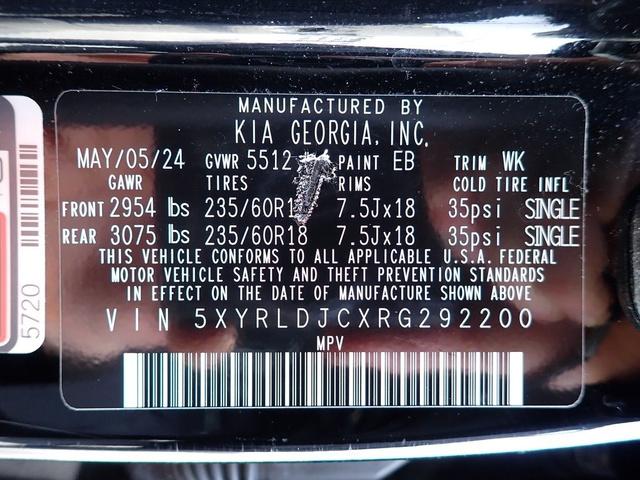 MANUFACTURED BY
KIA GEORGIA, INC.
MAY/05/24 GVWR 5512 PAINT EB TRIM WK
GAWR TIRES RIMS COLD TIRE INFL
FRONT 2954 lbs 7.5Jx18 35psi SINGLE
REAR 3075 lbs 235/60R18 7.5Jx18 35psi SINGLE
THIS VEHICLE CONFORMS TO ALL APPLICABLE U.S.A. FEDERAL
MOTOR VEHICLE SAFETY AND THEFT PREVENTION STANDARDS
IN EFFECT ON THE DATE OF MANUFACTURE SHOWN ABOVE
VIN 5XYRLDJCXRG292200
MPV
5720